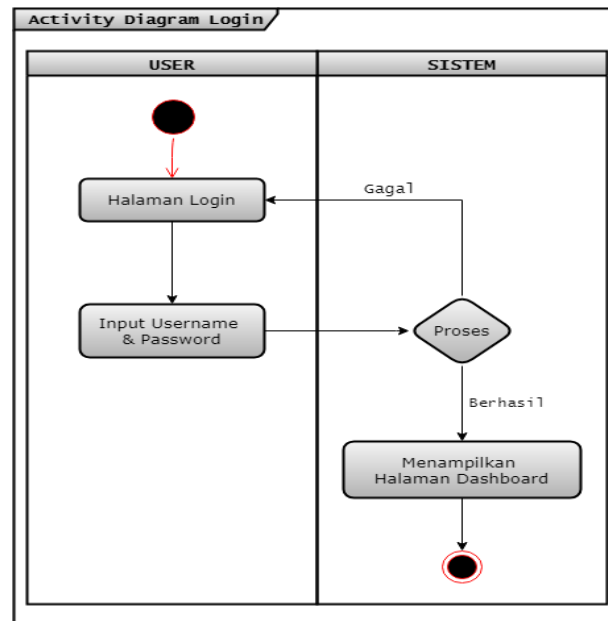 Activity Diagram Login
USER
SISTEM
Halaman Login
Gagal
Input Username
& Password
Proses
Berhasil
Menampilkan
Halaman Dashboard